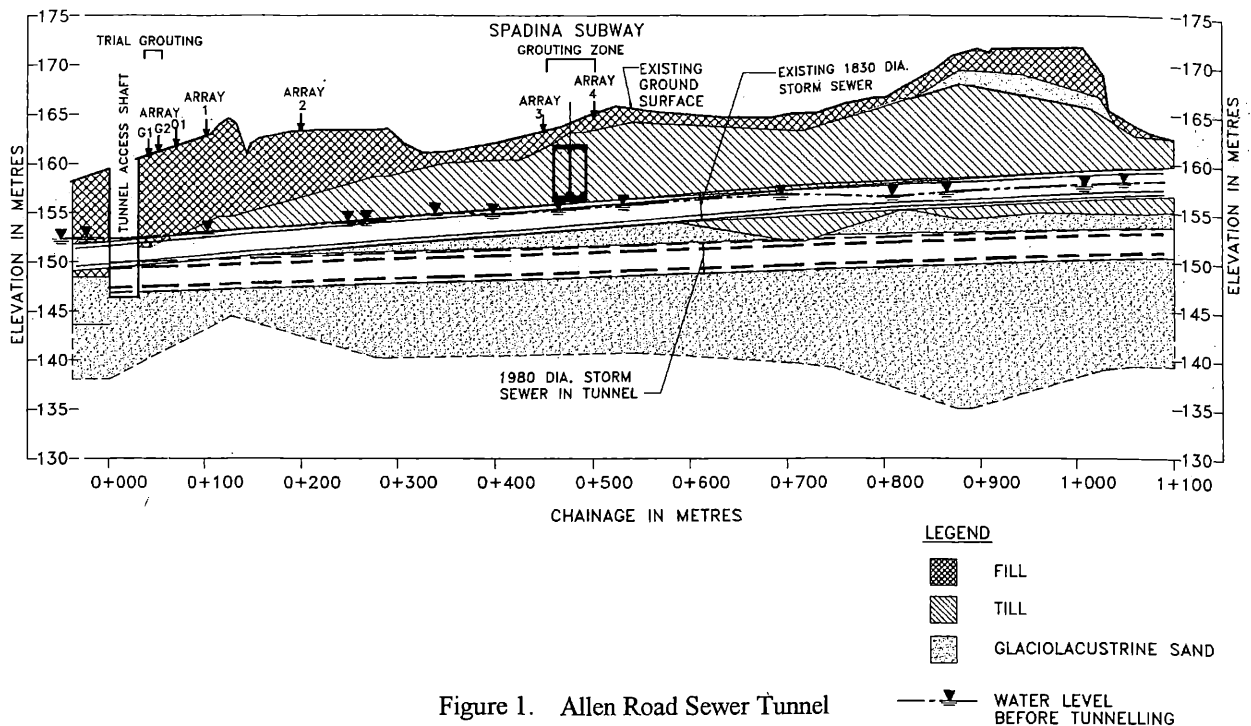 SPADINA SUBWAY
GROUTING ZONE
TRIAL GROUTING
TUNNEL ACCESS SHAFT
ARRAY
G1
G2
O1
ARRAY
1
ARRAY
2
ARRAY
3
ARRAY
4
EXISTING
GROUND
SURFACE
EXISTING 1830 DIA.
STORM SEWER
1980 DIA. STORM
SEWER IN TUNNEL
ELEVATION IN METRES
-175
170-
165-
160-
155-
150-
145-
140-
135-
130-
ELEVATION IN METRES
-175
-170
-165
-160
-155
-150
-145
-140
-135
-130
0+000 0+100 0+200 0+300 0+400 0+500 0+600 0+700 0+800 0+900 1+000 1+100
CHAINAGE IN METRES
LEGEND
FILL
TILL
GLACIOLACUSTRINE SAND
WATER LEVEL
BEFORE TUNNELLING
Figure 1. Allen Road Sewer Tunnel